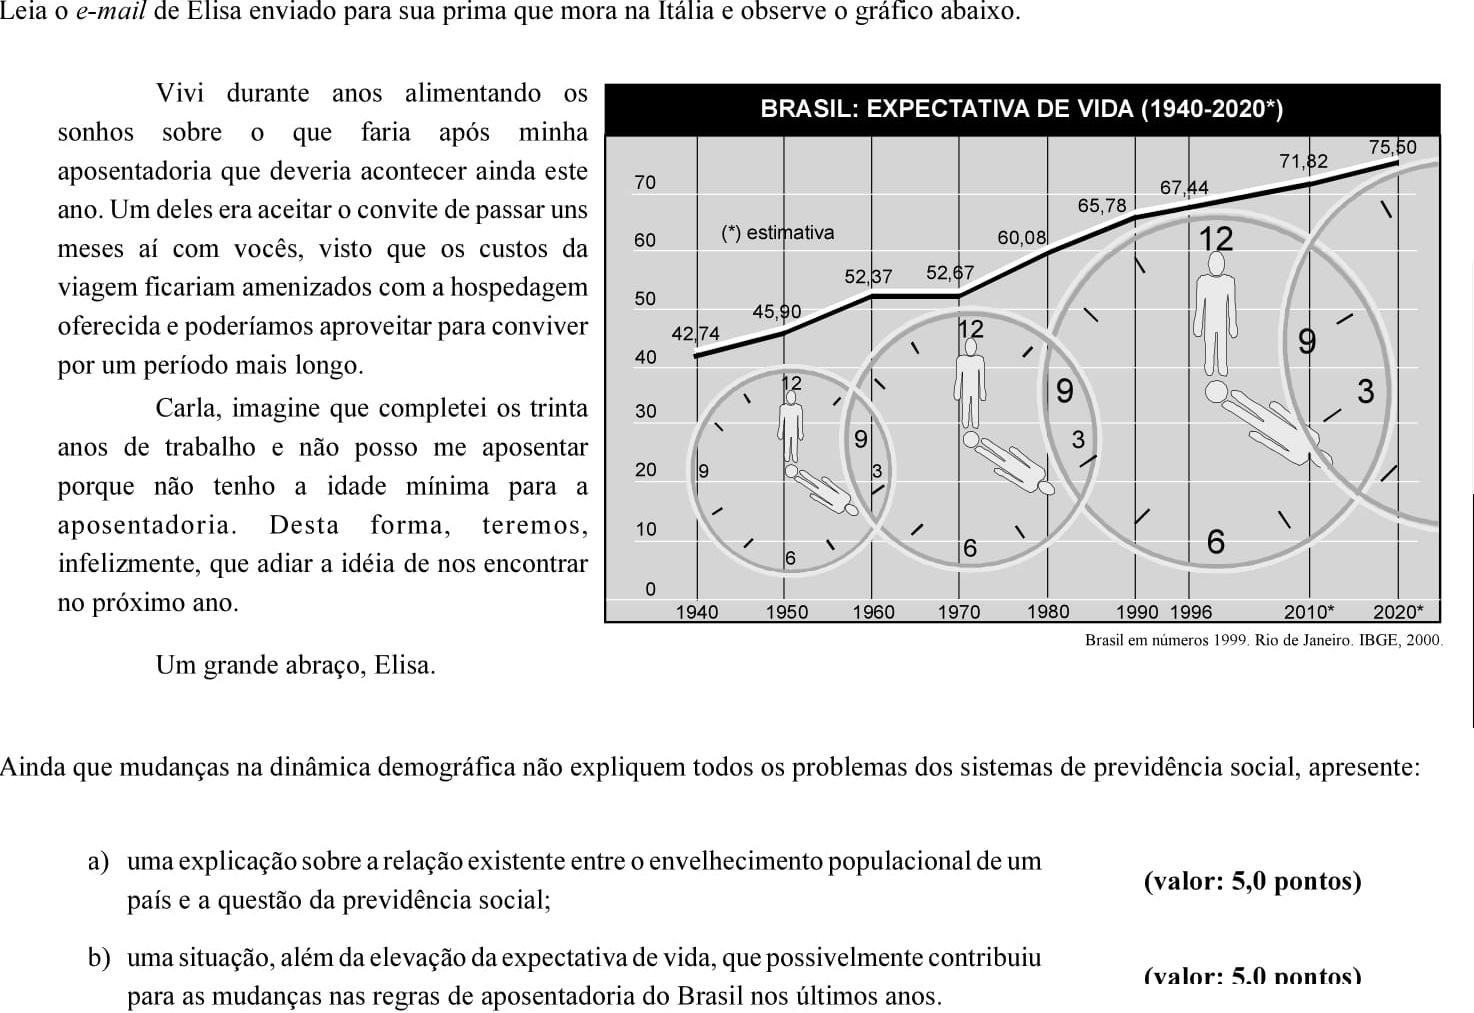 Leia o e-mail de Elisa enviado para sua prima que mora na Itália e observe o gráfico abaixo.
Vivi durante anos alimentando os
sonhos sobre o que faria após minha
aposentadoria que deveria acontecer ainda este
ano. Um deles era aceitar o convite de passar uns
meses aí com vocês, visto que os custos da
viagem ficariam amenizados com a hospedagem
oferecida e poderíamos aproveitar para conviver
por um período mais longo.
Carla, imagine que completei os trinta
anos de trabalho e não posso me aposentar
porque não tenho a idade mínima para a
aposentadoria. Desta forma, teremos,
infelizmente, que adiar a idéia de nos encontrar
no próximo ano.
Um grande abraço, Elisa.
BRASIL: EXPECTATIVA DE VIDA (1940-2020*)
75,50
71,82
70
67,44
65,78
(*) estimativa
60,08
60
52,37
52,67
50
45,90
42,74
40
30
20
10
0
12
9
3
6
12
9
3
6
12
9
3
6
9
1940 1950 1960 1970 1980 1990 1996 2010* 2020*
Brasil em números 1999. Rio de Janeiro. IBGE, 2000.
Ainda que mudanças na dinâmica demográfica não expliquem todos os problemas dos sistemas de previdência social, apresente:
a) uma explicação sobre a relação existente entre o envelhecimento populacional de um
país e a questão da previdência social;
(valor: 5,0 pontos)
b) uma situação, além da elevação da expectativa de vida, que possivelmente contribuiu
para as mudanças nas regras de aposentadoria do Brasil nos últimos anos.
(valor: 5,0 pontos)